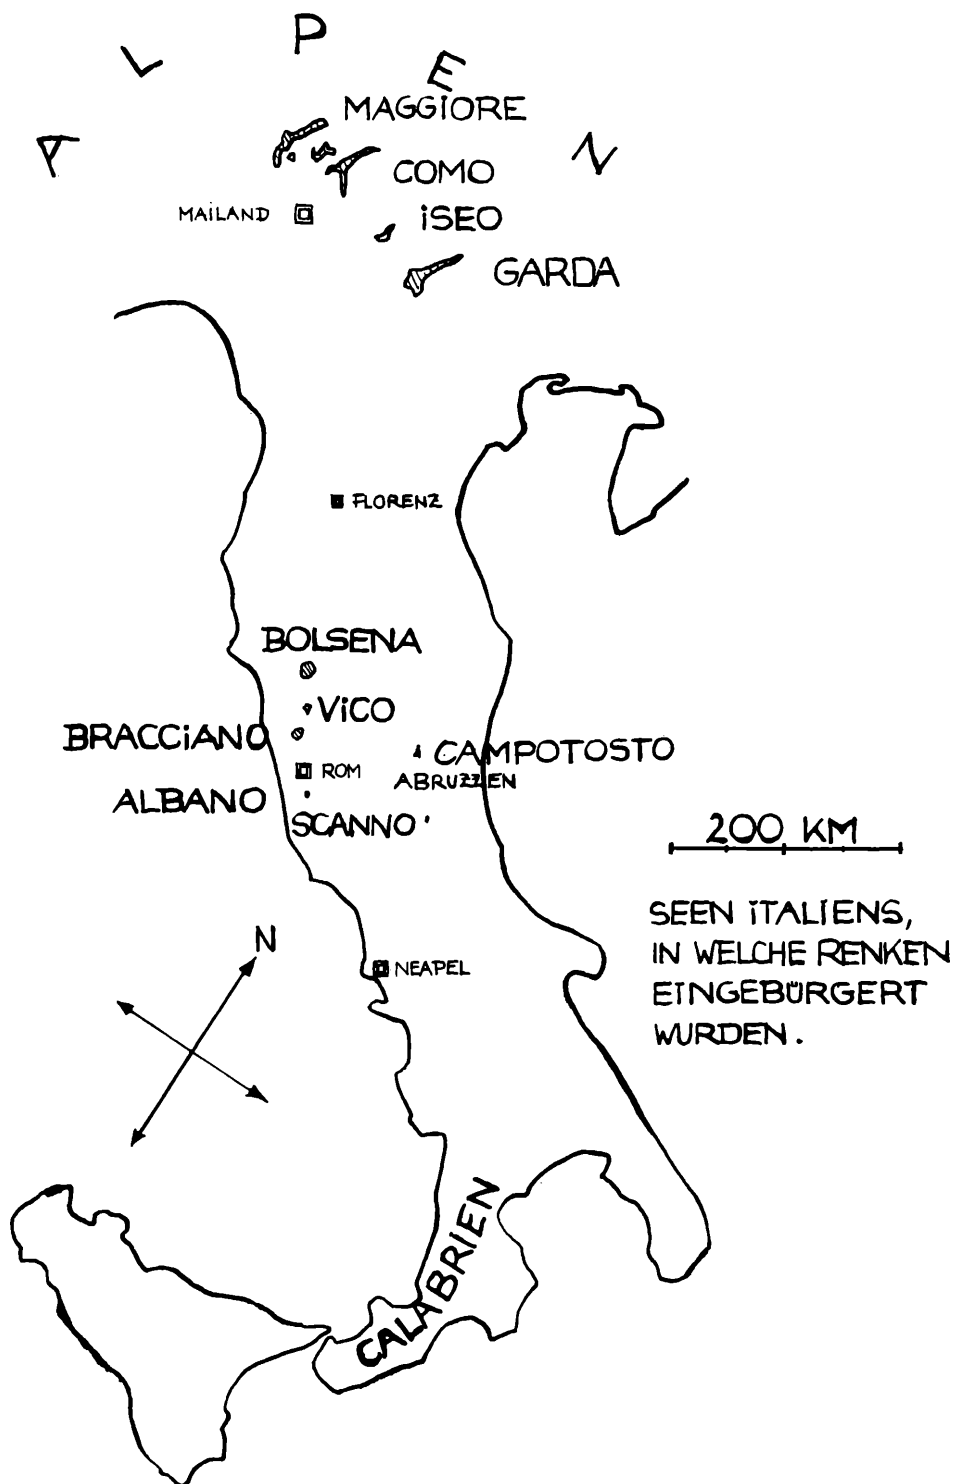 ALPEN
MAGGiORE
COMO
MAiLAND
iSEO
GARDA
FLORENZ
BOLSENA
ViCO
BRACCiANO
CAMPOTOSTO
ROM
ABRUZZEN
ALBANO
SCANNO
200 KM
SEEN iTALIENS,
IN WELCHE RENKEN
EINGEBÜRGERT
WURDEN.
N
NEAPEL
CALABRIEN